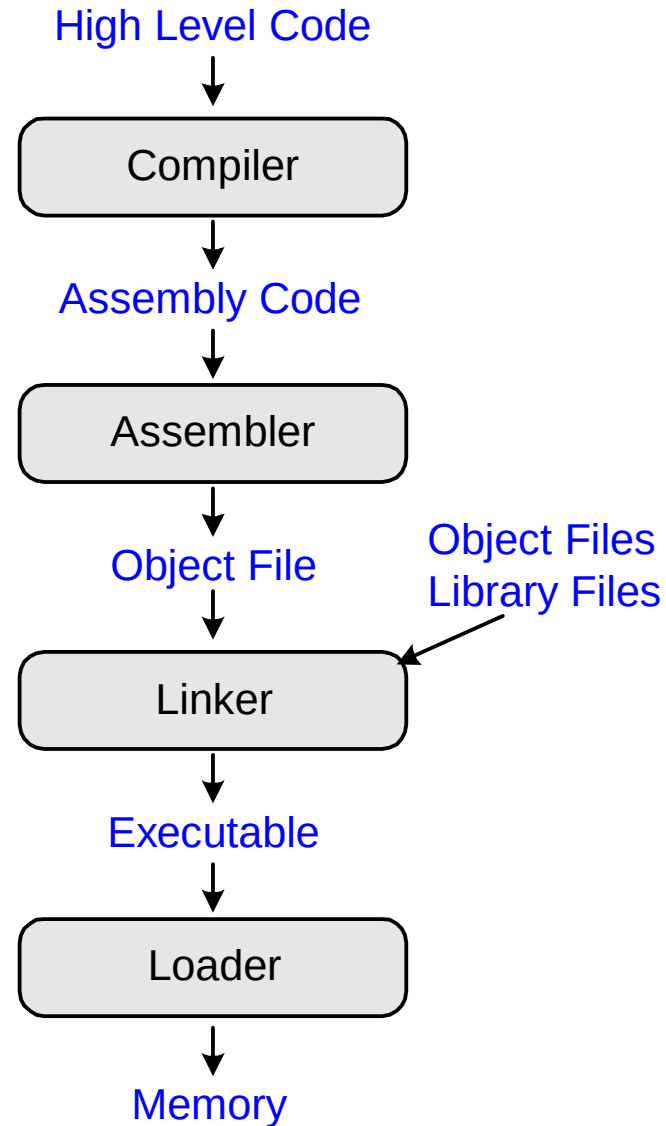 High Level Code
Compiler
Assembly Code
Assembler
Object File
Object Files
Library Files
Linker
Executable
Loader
Memory